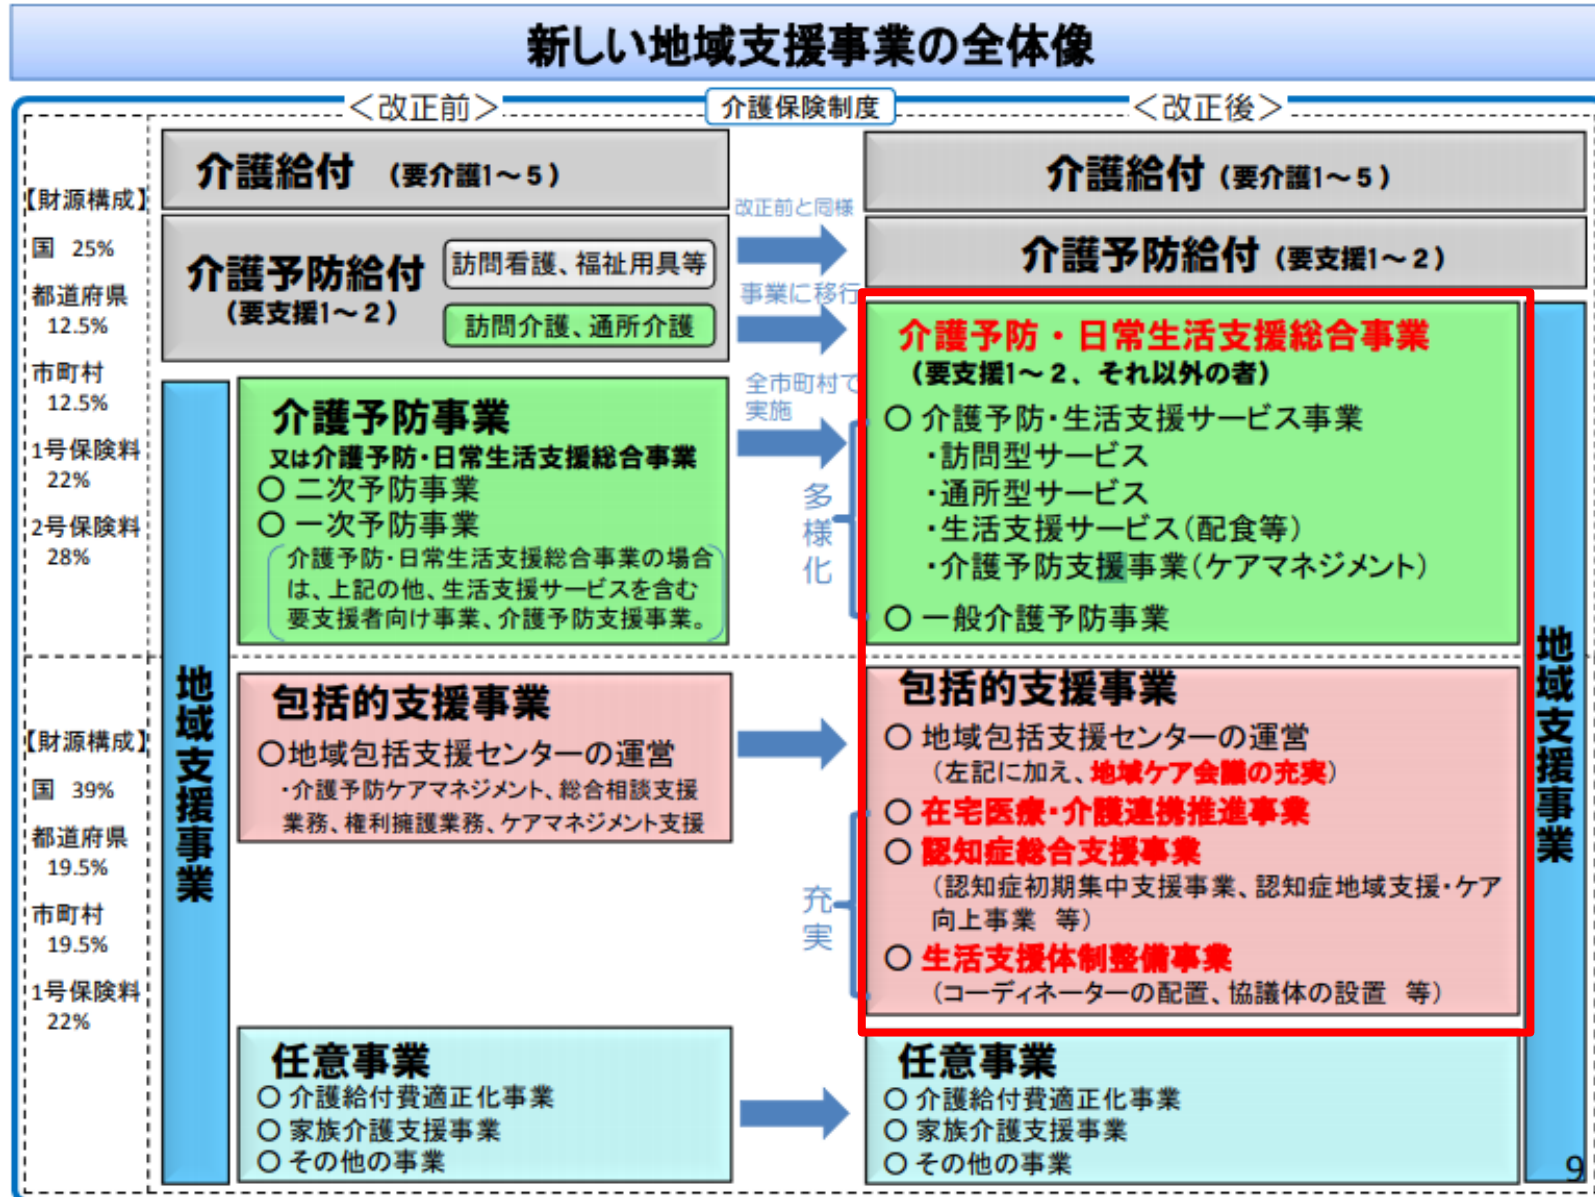 新しい地域支援事業の全体像
介護保険制度
<改正前>
<改正後>
【財源構成】
国 25%
都道府県
12.5%
市町村
12.5%
1号保険料
22%
2号保険料
28%
【財源構成】
国 39%
都道府県
19.5%
市町村
19.5%
1号保険料
22%
介護給付 (要介護1~5)
介護予防給付
(要支援1~2)
訪問看護、福祉用具等
訪問介護、通所介護
地域支援事業
介護予防事業
又は介護予防・日常生活支援総合事業
○ 二次予防事業
○ 一次予防事業
介護予防・日常生活支援総合事業の場合
は、上記の他、生活支援サービスを含む
要支援者向け事業、介護予防支援事業。
包括的支援事業
○地域包括支援センターの運営
・介護予防ケアマネジメント、総合相談支援
業務、権利擁護業務、ケアマネジメント支援
任意事業
○ 介護給付費適正化事業
○ 家族介護支援事業
○ その他の事業
改正前と同様
事業に移行
全市町村で
実施
多様化
充実
介護給付 (要介護1~5)
介護予防給付 (要支援1~2)
介護予防・日常生活支援総合事業
(要支援1~2、それ以外の者)
○ 介護予防・生活支援サービス事業
・訪問型サービス
・通所型サービス
・生活支援サービス(配食等)
・介護予防支援事業(ケアマネジメント)
○ 一般介護予防事業
包括的支援事業
○ 地域包括支援センターの運営
(左記に加え、地域ケア会議の充実)
○ 在宅医療・介護連携推進事業
○ 認知症総合支援事業
(認知症初期集中支援事業、認知症地域支援・ケア
向上事業 等)
○ 生活支援体制整備事業
(コーディネーターの配置、協議体の設置 等)
任意事業
○ 介護給付費適正化事業
○ 家族介護支援事業
○ その他の事業
地域支援事業
9